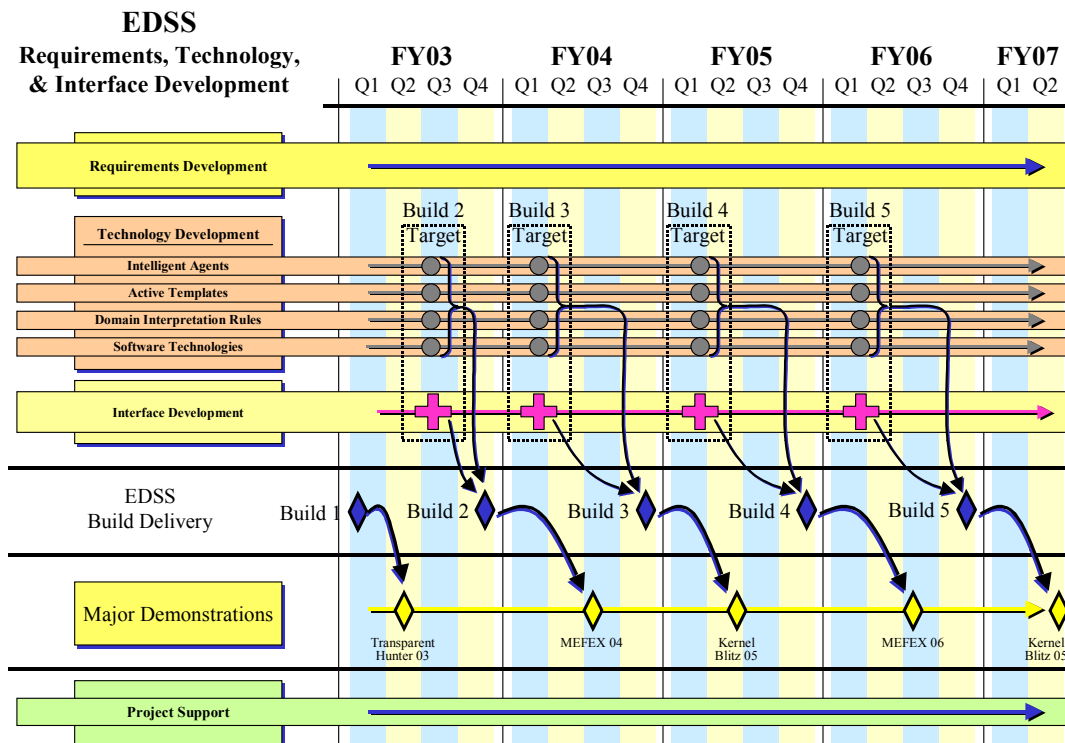 EDSS
Requirements, Technology,
& Interface Development
FY03 FY04 FY05 FY06 FY07
Q1 Q2 Q3 Q4 Q1 Q2 Q3 Q4 Q1 Q2 Q3 Q4 Q1 Q2 Q3 Q4 Q1 Q2
Requirements Development
Build 2 Build 3 Build 4 Build 5
Target Target Target Target
Technology Development
Intelligent Agents
Active Templates
Domain Interpretation Rules
Software Technologies
Interface Development
EDSS
Build Delivery
Build 1 Build 2 Build 3 Build 4 Build 5
Major Demonstrations
Transparent
Hunter 03
MEFEX 04
Kernel
Blitz 05
MEFEX 06
Kernel
Blitz 05
Project Support